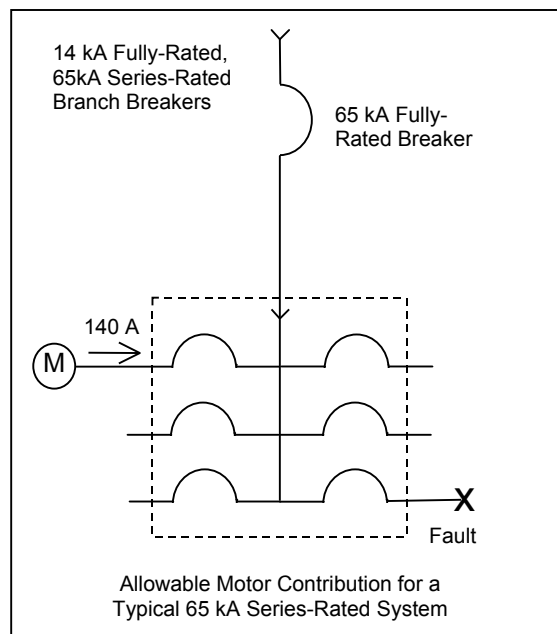 14 kA Fully-Rated,
65kA Series-Rated
Branch Breakers
65 kA Fully-
Rated Breaker
140 A
M
X
Fault
Allowable Motor Contribution for a
Typical 65 kA Series-Rated System